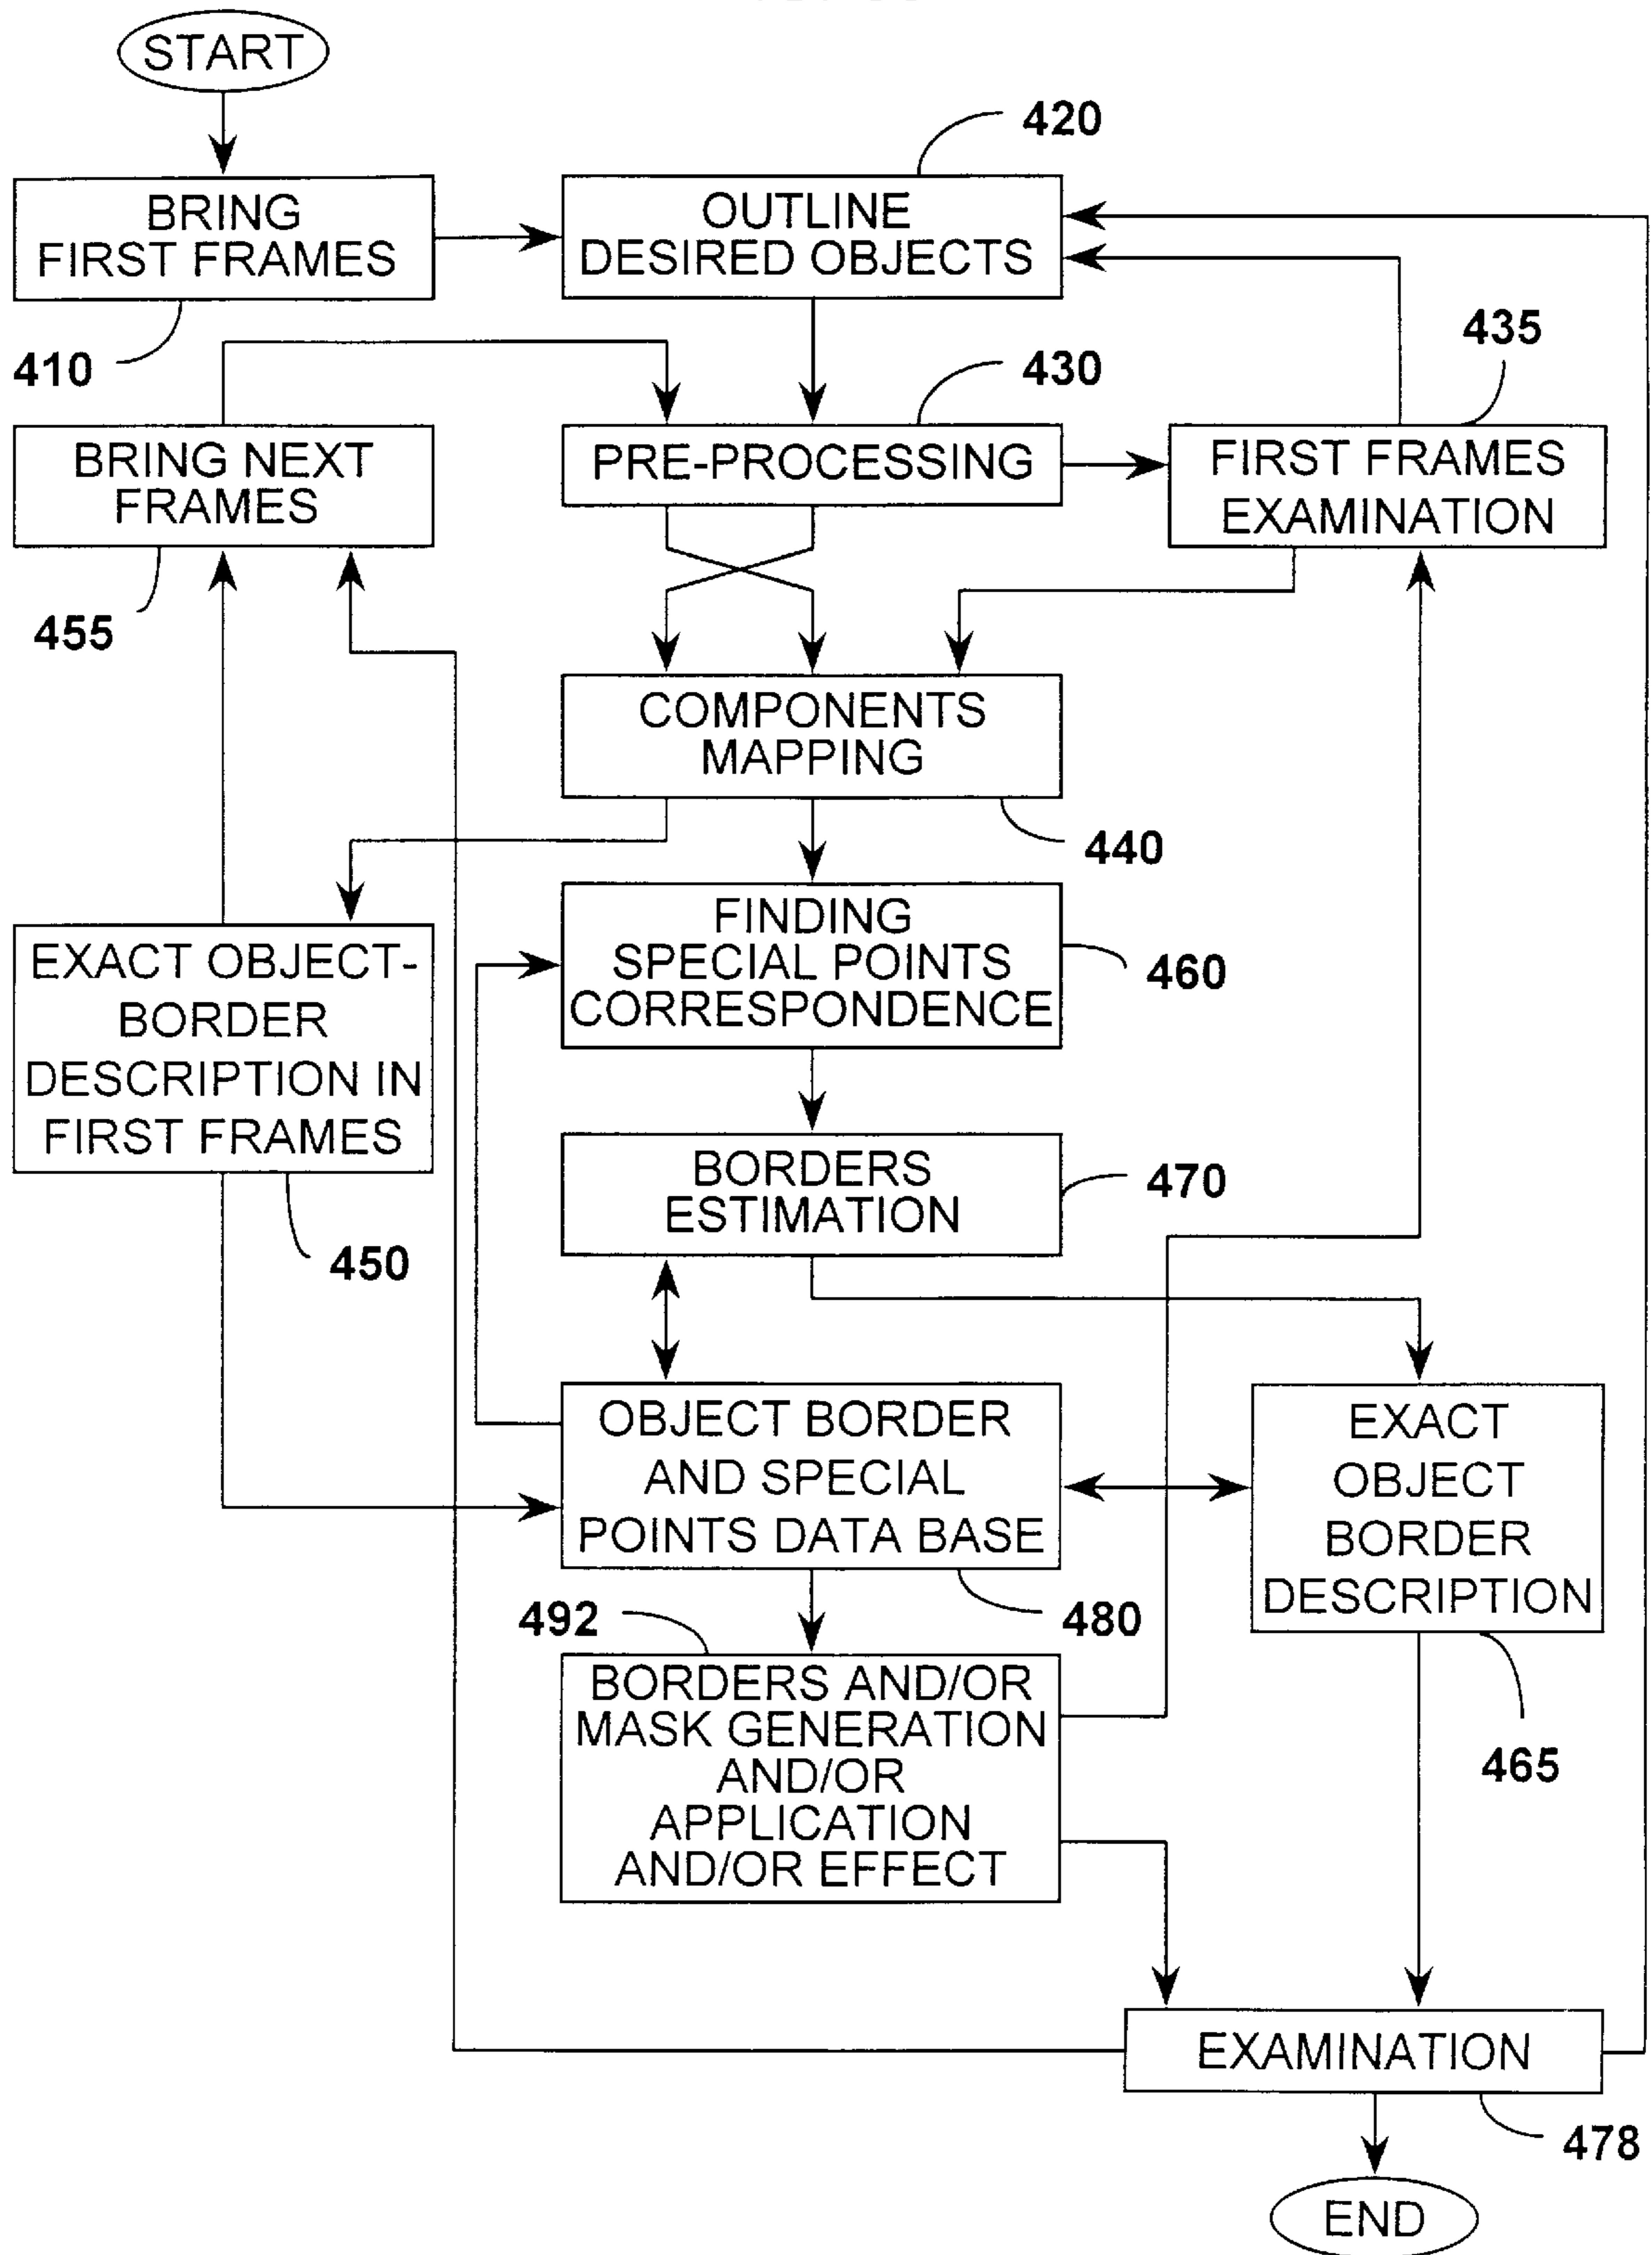 START
420
BRING
FIRST FRAMES
OUTLINE
DESIRED OBJECTS
410
430
435
BRING NEXT
FRAMES
PRE-PROCESSING
FIRST FRAMES
EXAMINATION
455
COMPONENTS
MAPPING
440
EXACT OBJECT-
BORDER
DESCRIPTION IN
FIRST FRAMES
450
FINDING
SPECIAL POINTS
CORRESPONDENCE
460
BORDERS
ESTIMATION
470
OBJECT BORDER
AND SPECIAL
POINTS DATA BASE
480
EXACT
OBJECT
BORDER
DESCRIPTION
465
492
BORDERS AND/OR
MASK GENERATION
AND/OR
APPLICATION
AND/OR EFFECT
EXAMINATION
478
END